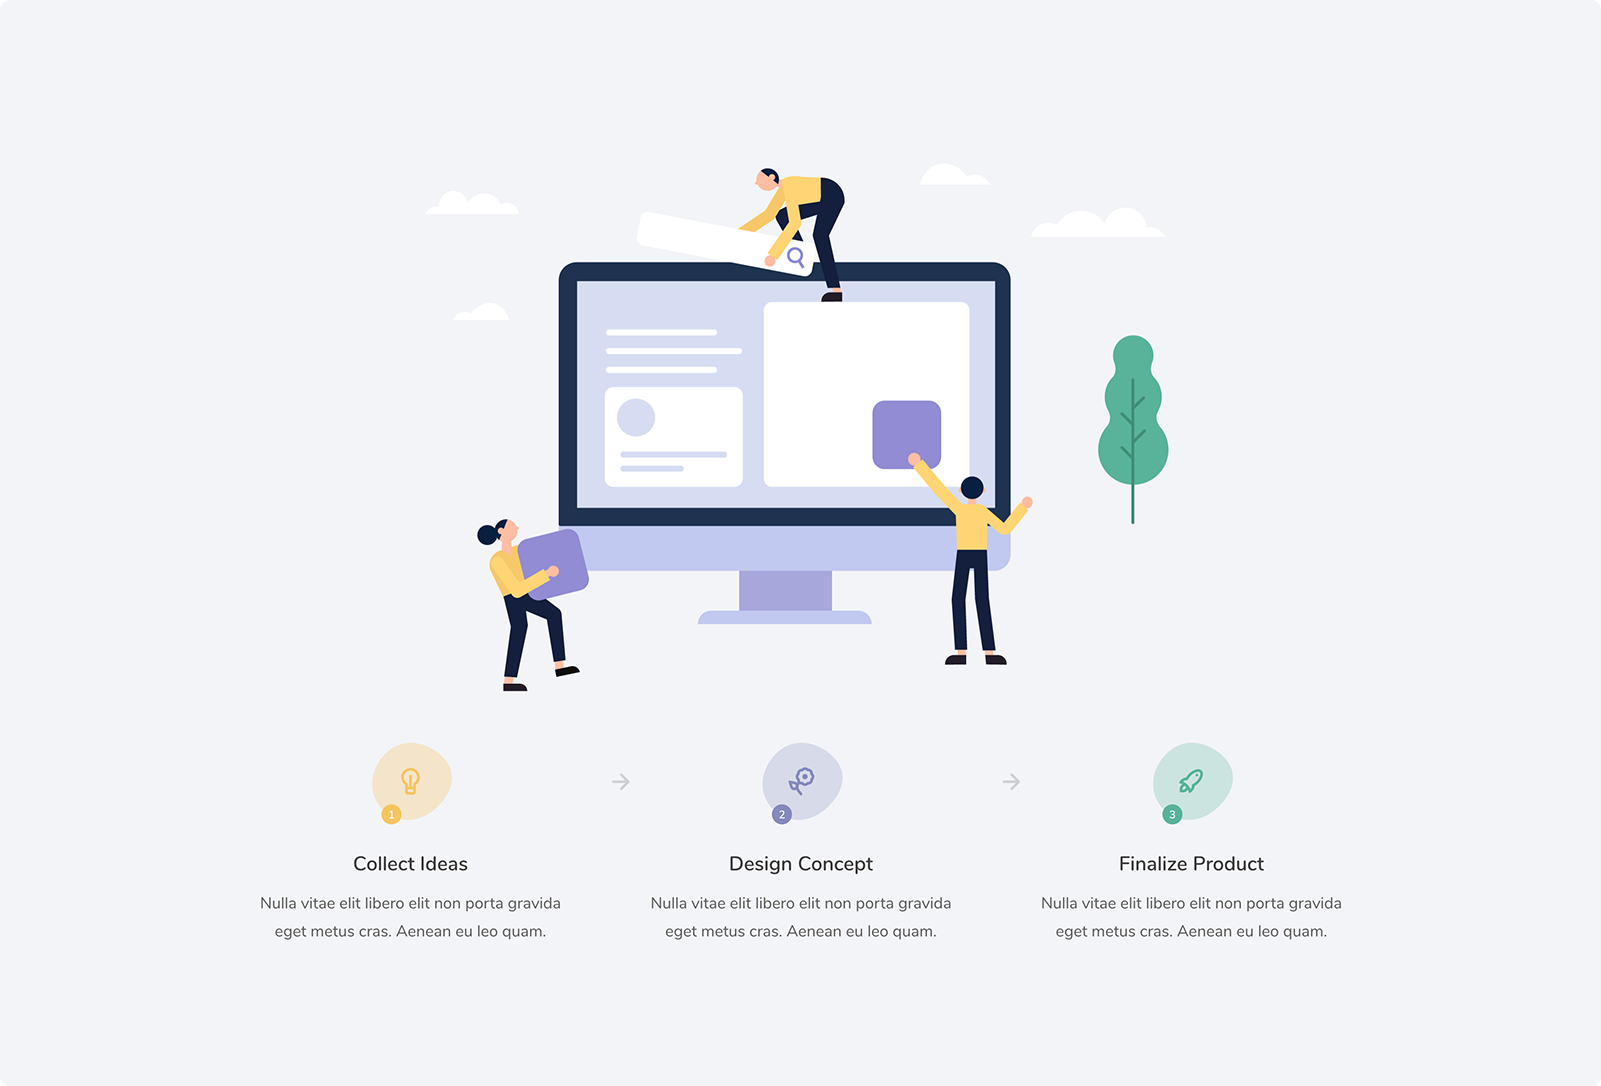 1
2
3
Collect Ideas
Nulla vitae elit libero elit non porta gravida
eget metus cras. Aenean eu leo quam.
Design Concept
Nulla vitae elit libero elit non porta gravida
eget metus cras. Aenean eu leo quam.
Finalize Product
Nulla vitae elit libero elit non porta gravida
eget metus cras. Aenean eu leo quam.